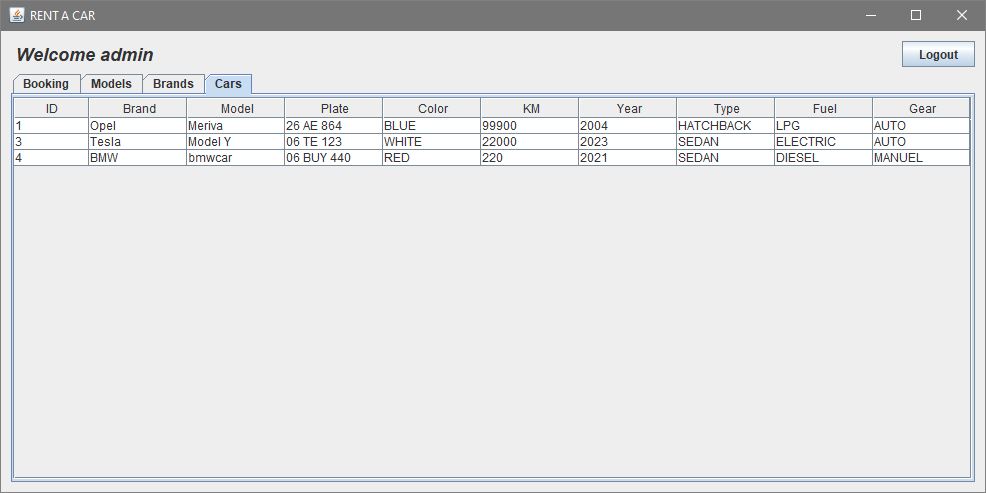 RENT A CAR
Welcome admin
Logout
Booking Models Brands Cars
ID Brand Model Plate Color KM Year Type Fuel Gear
1 Opel Meriva 26 AE 864 BLUE 99900 2004 HATCHBACK LPG AUTO
3 Tesla Model Y 06 TE 123 WHITE 22000 2023 SEDAN ELECTRIC AUTO
4 BMW bmwcar 06 BUY 440 RED 220 2021 SEDAN DIESEL MANUEL